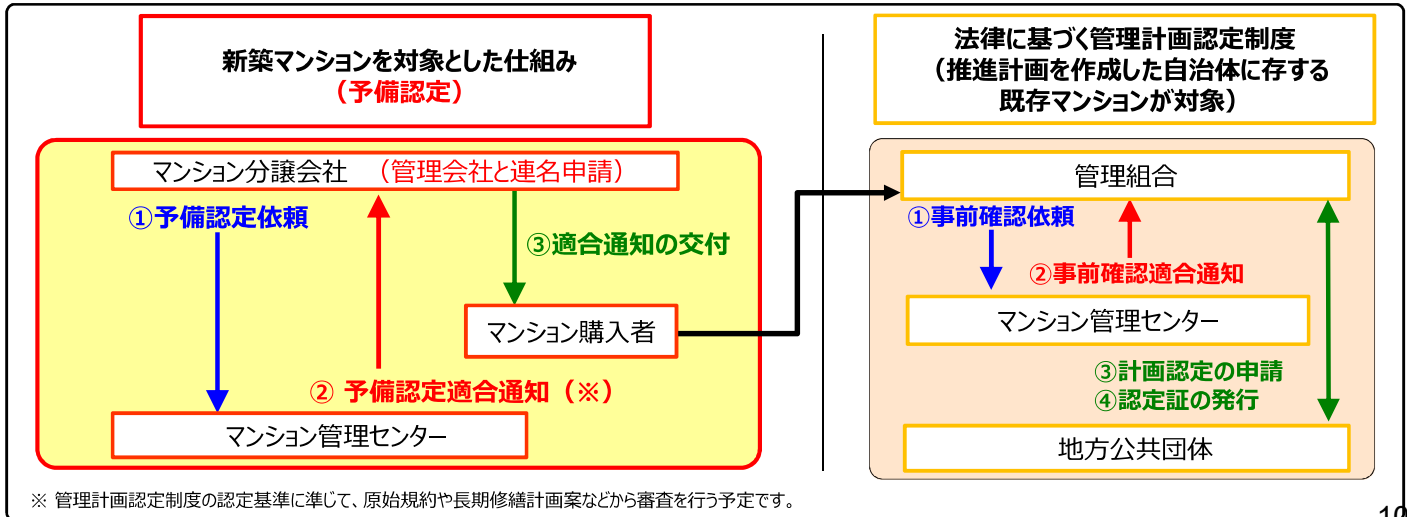 新築マンションを対象とした仕組み
（予備認定）
マンション分譲会社　（管理会社と連名申請）
①予備認定依頼
③適合通知の交付
マンション購入者
② 予備認定適合通知（※）
マンション管理センター
法律に基づく管理計画認定制度
（推進計画を作成した自治体に存する
既存マンションが対象）
管理組合
①事前確認依頼
②事前確認適合通知
マンション管理センター
③計画認定の申請
④認定証の発行
地方公共団体
※ 管理計画認定制度の認定基準に準じて、原始規約や長期修繕計画案などから審査を行う予定です。